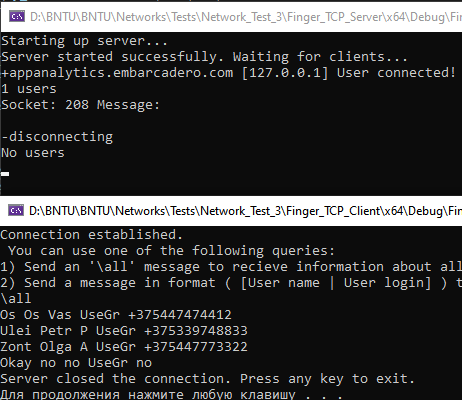 D:\BNTU\BNTU\Networks\Tests\Network_Test_3\Finger_TCP_Server\x64\Debug\Fin
Starting up server...
Server started successfully. Waiting for clients...
+appanalytics.embarcadero.com [127.0.0.1] User connected!
1 users
Socket: 208 Message:
-disconnecting
No users
D:\BNTU\BNTU\Networks\Tests\Network_Test_3\Finger_TCP_Client\x64\Debug\Fin
Connection established.
You can use one of the following queries:
1) Send an '\all' message to recieve information about all
2) Send a message in format ( [User name | User login] ) t
\all
Os Os Vas UseGr +375447474412
Ulei Petr P UseGr +375339748833
Zont Olga A UseGr +375447773322
Okay no no UseGr no
Server closed the connection. Press any key to exit.
Для продолжения нажмите любую клавишу . . .